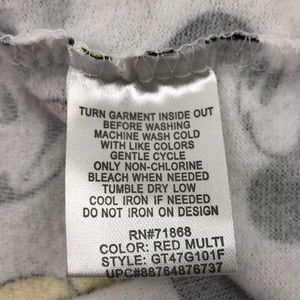 TURN GARMENT INSIDE OUT
BEFORE WASHING
MACHINE WASH COLD
WITH LIKE COLORS
GENTLE CYCLE
ONLY NON-CHLORINE
BLEACH WHEN NEEDED
TUMBLE DRY LOW
COOL IRON IF NEEDED
DO NOT IRON ON DESIGN
RN#71868
COLOR: RED MULTI
STYLE: GT47G101F
UPC#88764876737